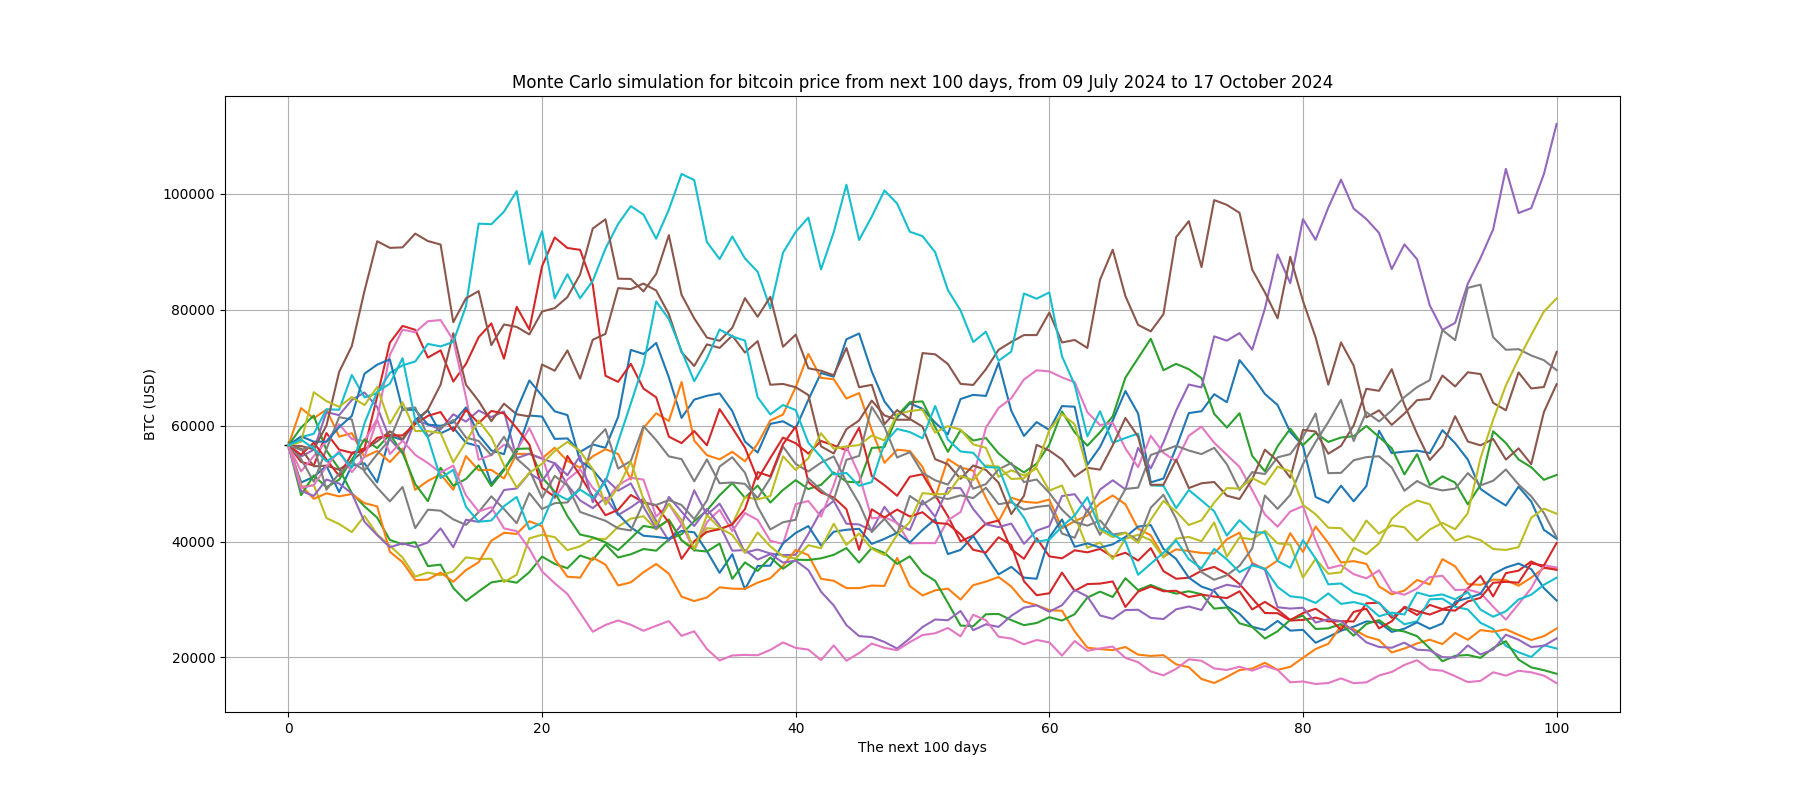 Monte Carlo simulation for bitcoin price from next 100 days, from 09 July 2024 to 17 October 2024
100000
80000
60000
40000
20000
BTC (USD)
0 20 40 60 80 100
The next 100 days